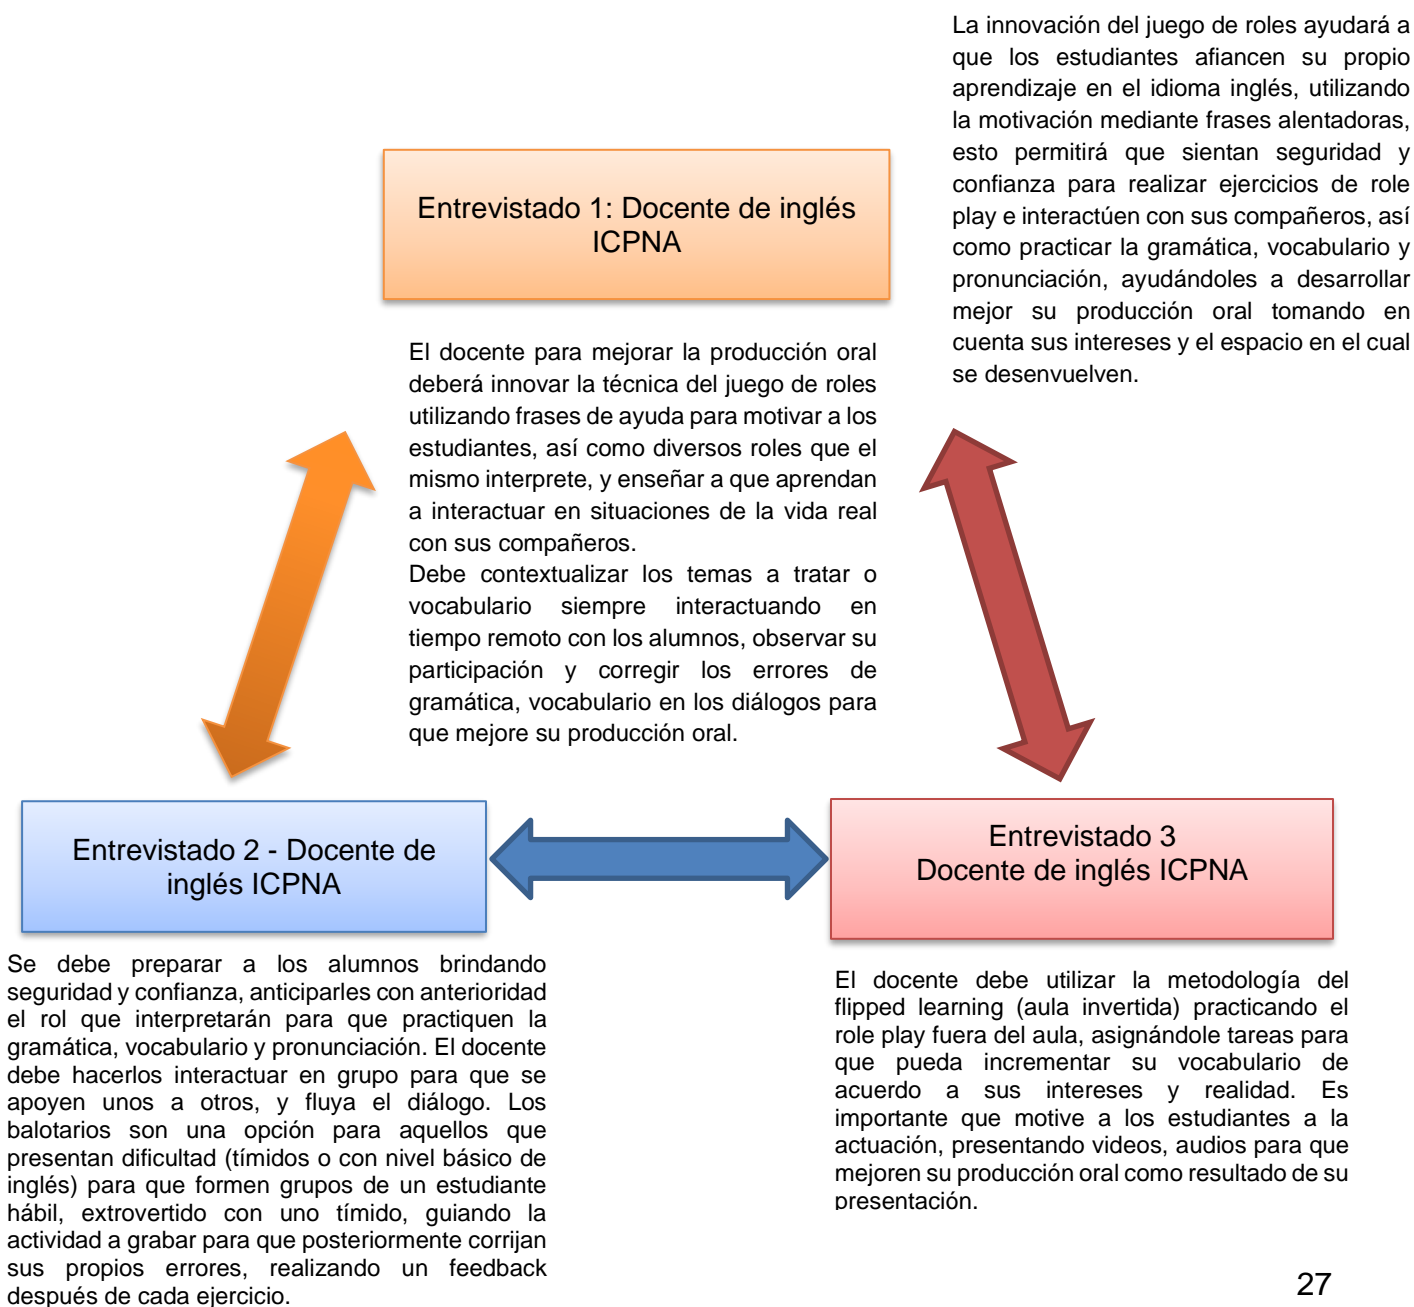 La innovación del juego de roles ayudará a
que los estudiantes afiancen su propio
aprendizaje en el idioma inglés, utilizando
la motivación mediante frases alentadoras,
esto permitirá que sientan seguridad y
confianza para realizar ejercicios de role
play e interactúen con sus compañeros, así
como practicar la gramática, vocabulario y
pronunciación, ayudándoles a desarrollar
mejor su producción oral tomando en
cuenta sus intereses y el espacio en el cual
se desenvuelven.
Entrevistado 1: Docente de inglés
ICPNA
El docente para mejorar la producción oral
deberá innovar la técnica del juego de roles
utilizando frases de ayuda para motivar a los
estudiantes, así como diversos roles que el
mismo interprete, y enseñar a que aprendan
a interactuar en situaciones de la vida real
con sus compañeros.
Debe contextualizar los temas a tratar o
vocabulario siempre interactuando en
tiempo remoto con los alumnos, observar su
participación y corregir los errores de
gramática, vocabulario en los diálogos para
que mejore su producción oral.
Entrevistado 2 - Docente de
inglés ICPNA
Entrevistado 3
Docente de inglés ICPNA
Se debe preparar a los alumnos brindando
seguridad y confianza, anticiparles con anterioridad
el rol que interpretarán para que practiquen la
gramática, vocabulario y pronunciación. El docente
debe hacerlos interactuar en grupo para que se
apoyen unos a otros, y fluya el diálogo. Los
balotarios son una opción para aquellos que
presentan dificultad (tímidos o con nivel básico de
inglés) para que formen grupos de un estudiante
hábil, extrovertido con uno tímido, guiando la
actividad a grabar para que posteriormente corrijan
sus propios errores, realizando un feedback
después de cada ejercicio.
El docente debe utilizar la metodología del
flipped learning (aula invertida) practicando el
role play fuera del aula, asignándole tareas para
que pueda incrementar su vocabulario de
acuerdo a sus intereses y realidad. Es
importante que motive a los estudiantes a la
actuación, presentando videos, audios para que
mejoren su producción oral como resultado de su
presentación.
27